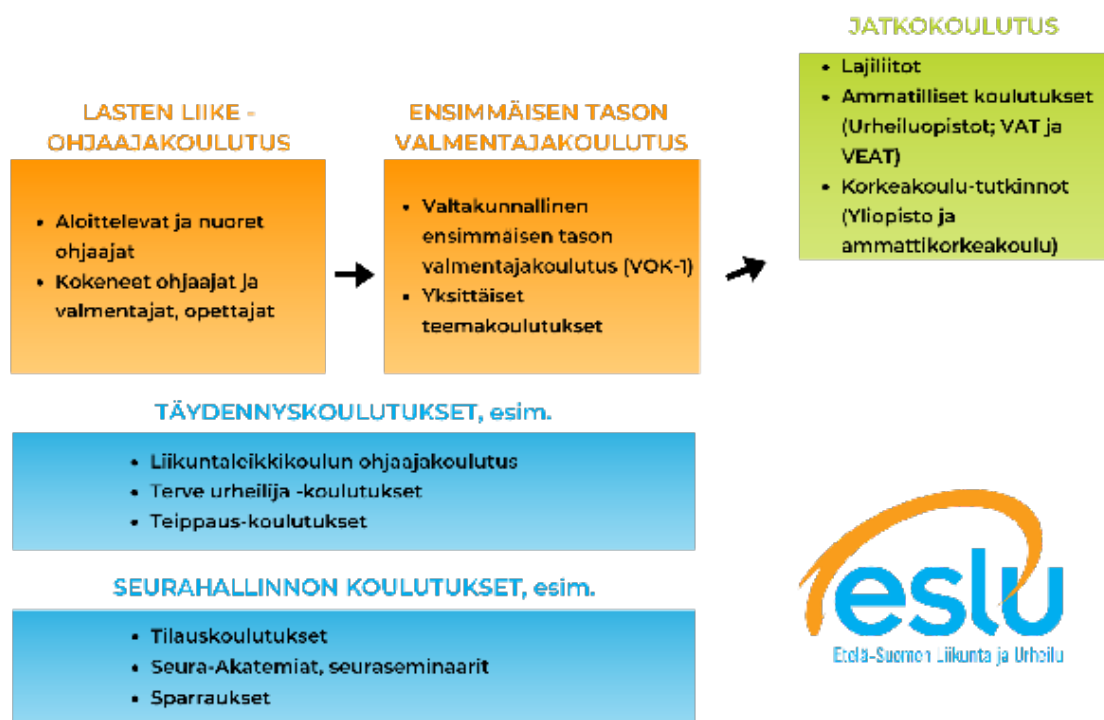 LASTEN LIIKE -
OHJAAJAKOULUTUS
• Aloittelevat ja nuoret
ohjaajat
• Kokeneet ohjaajat ja
valmentajat, opettajat
ENSIMMÄISEN TASON
VALMENTAJAKOULUTUS
• Valtakunnallinen
ensimmäisen tason
valmentajakoulutus (VOK-1)
• Yksittäiset
teemakoulutukset
JATKOKOULUTUS
• Lajiliitot
• Ammatilliset koulutukset
(Urheiluopistot; VAT ja
VEAT)
• Korkeakoulu-tutkinnot
(Yliopisto ja
ammattikorkeakoulu)
TÄYDENNYSKOULUTUKSET, esim.
• Liikuntaleikkikoulun ohjaajakoulutus
• Terve urheilija -koulutukset
• Teippaus-koulutukset
SEURAHALLINNON KOULUTUKSET, esim.
• Tilauskoulutukset
• Seura-Akatemiat, seuraseminaarit
• Sparraukset
eslu
Etelä-Suomen Liikunta ja Urheilu